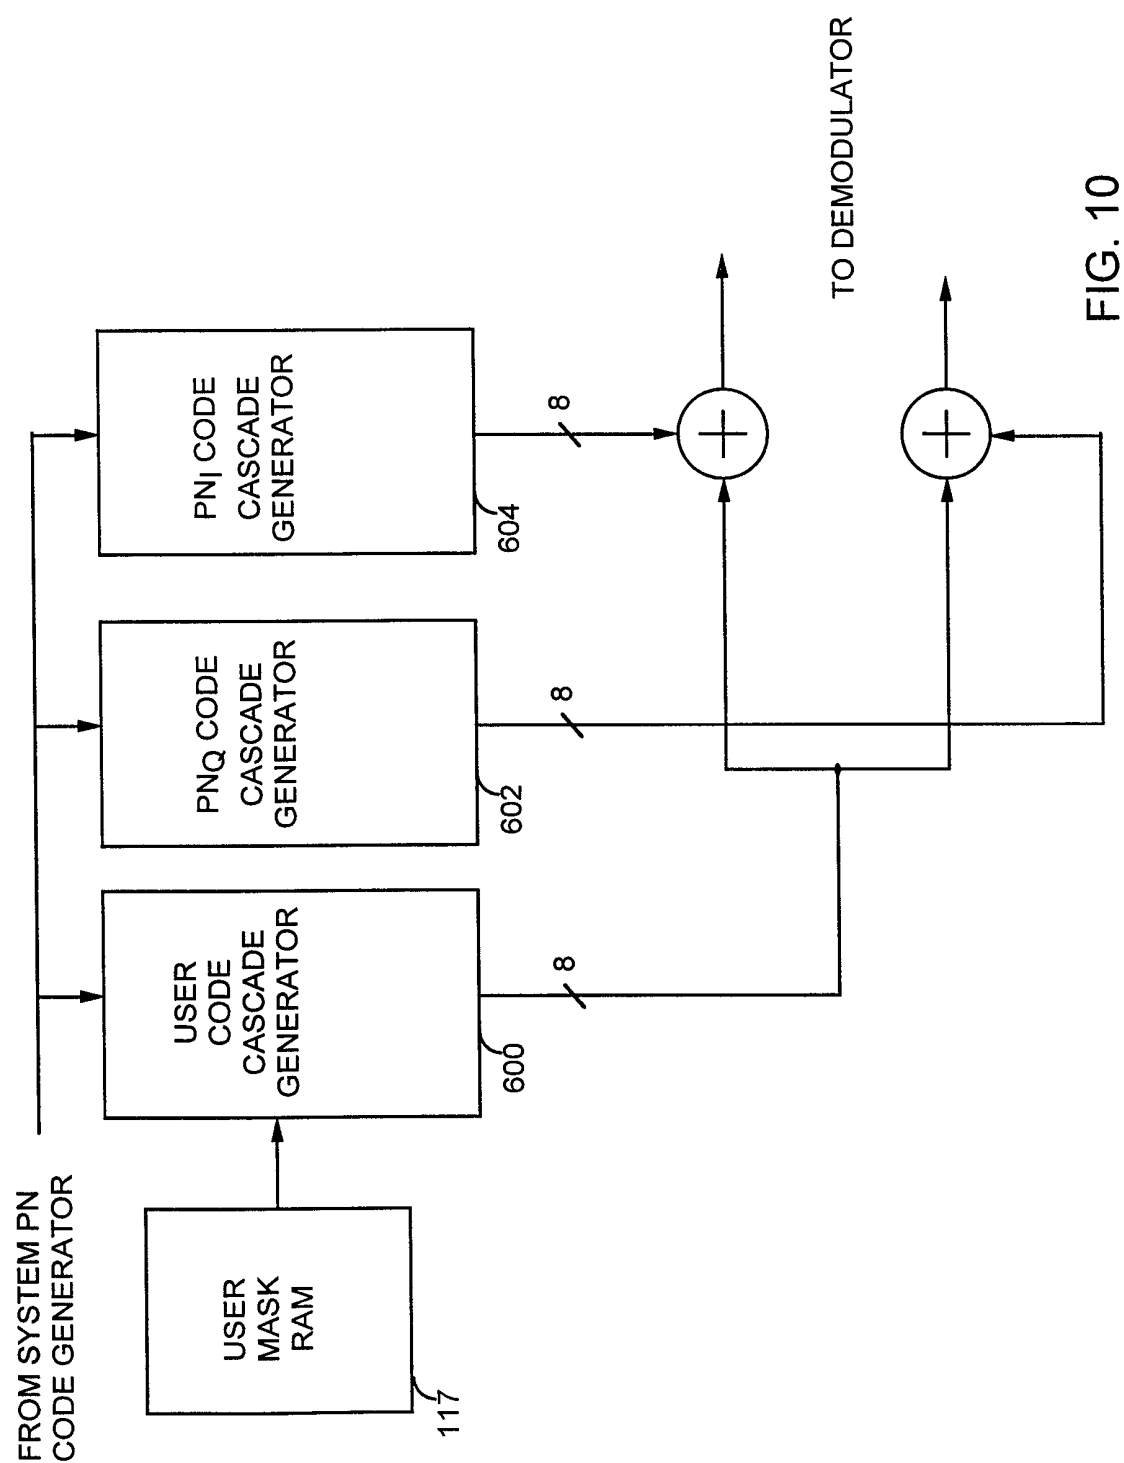 FROM SYSTEM PN
CODE GENERATOR
USER
MASK
RAM
117
USER
CODE
CASCADE
GENERATOR
600
8
PNQ CODE
CASCADE
GENERATOR
602
8
PNI CODE
CASCADE
GENERATOR
604
8
TO DEMODULATOR
FIG. 10